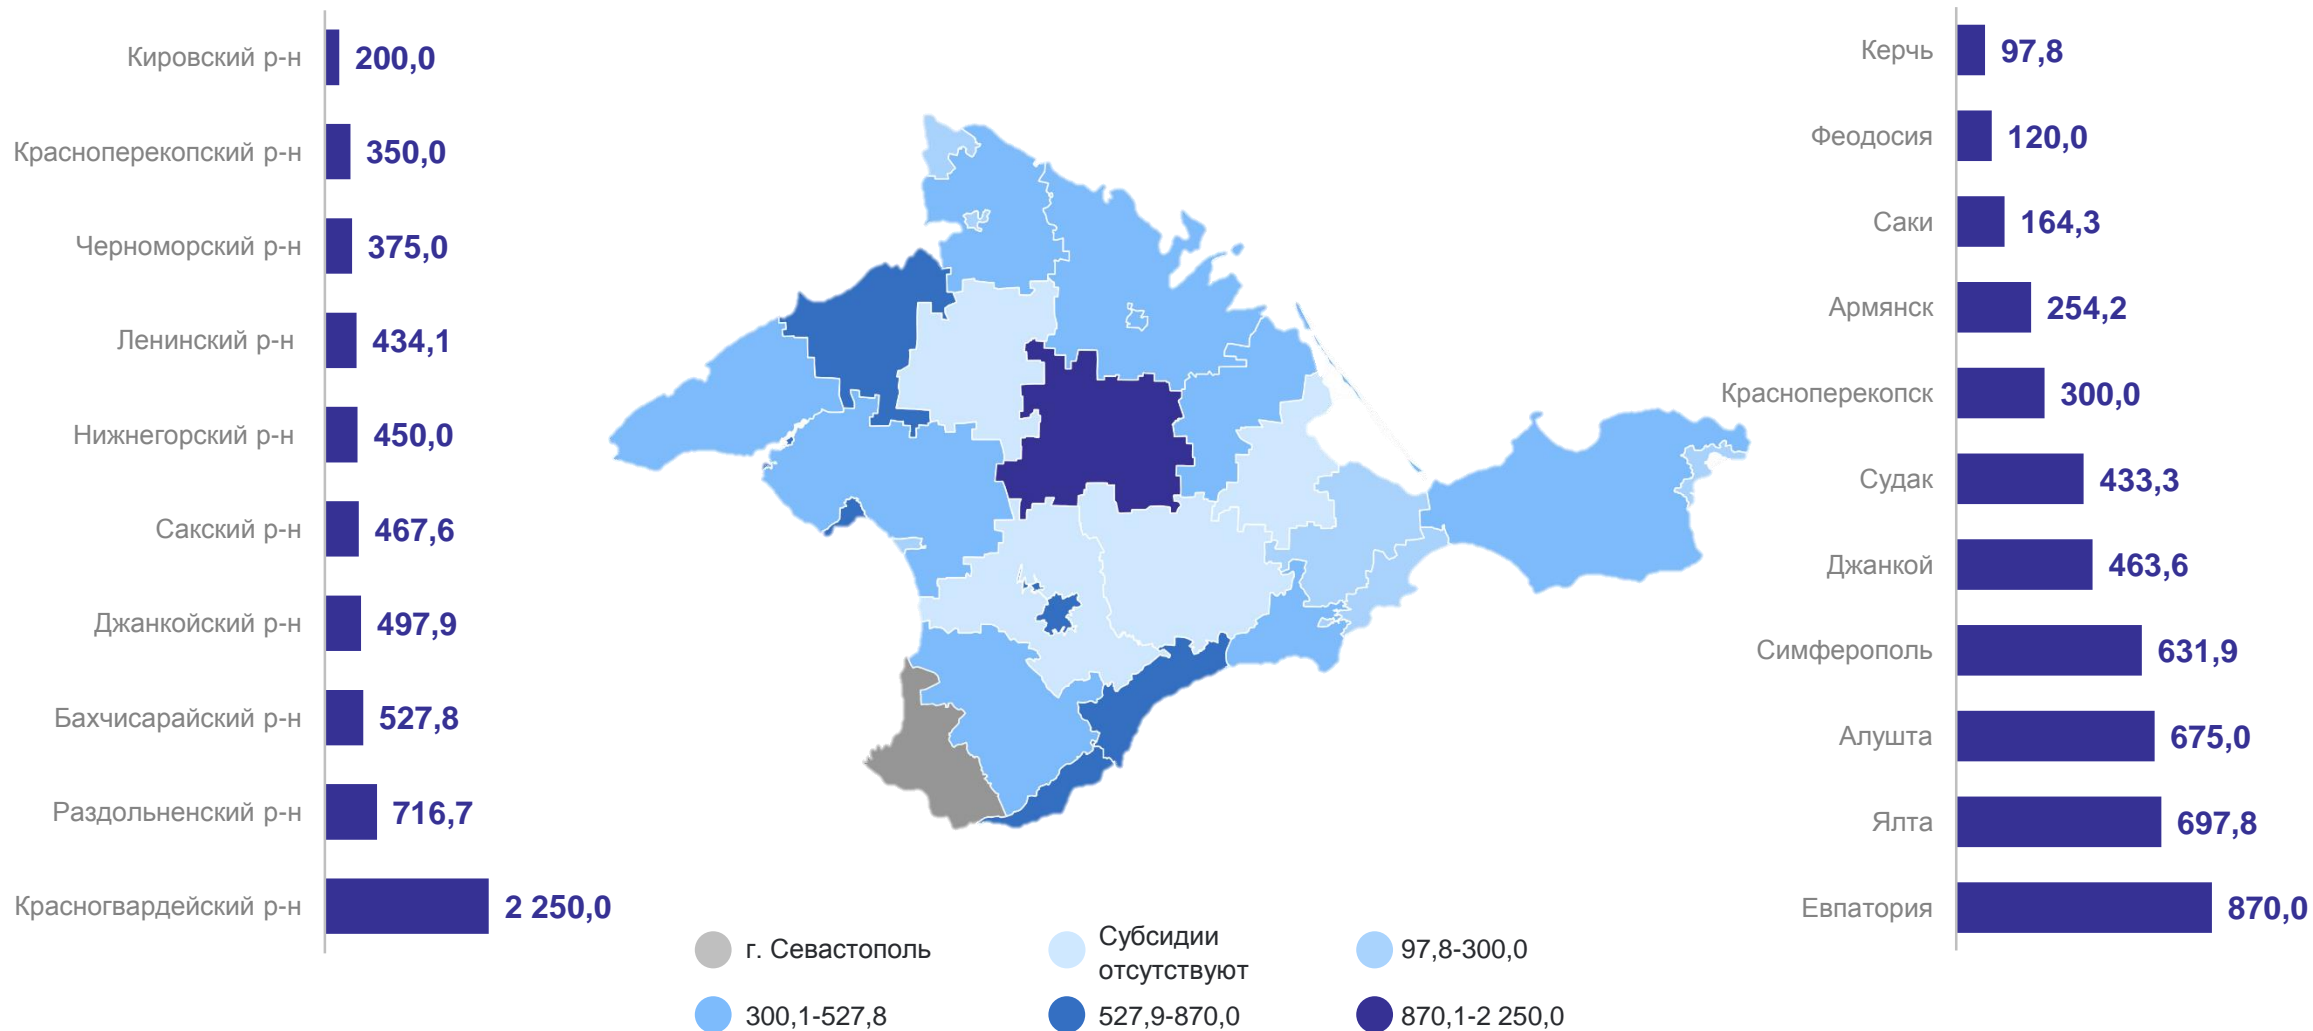 Кировский р-н 200,0
Красноперекопский р-н 350,0
Черноморский р-н 375,0
Ленинский р-н 434,1
Нижнегорский р-н 450,0
Сакский р-н 467,6
Джанкойский р-н 497,9
Бахчисарайский р-н 527,8
Раздольненский р-н 716,7
Красногвардейский р-н 2 250,0
Керчь 97,8
Феодосия 120,0
Саки 164,3
Армянск 254,2
Красноперекопск 300,0
Судак 433,3
Джанкой 463,6
Симферополь 631,9
Алушта 675,0
Ялта 697,8
Евпатория 870,0
г. Севастополь
Субсидии
отсутствуют
97,8-300,0
300,1-527,8
527,9-870,0
870,1-2 250,0